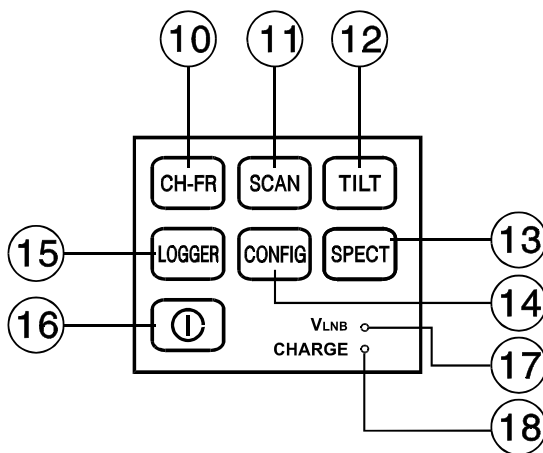 10 11 12
CH-FR SCAN TILT
13
15 LOGGER CONFIG SPECT
14
16
VLNB
17
CHARGE
18